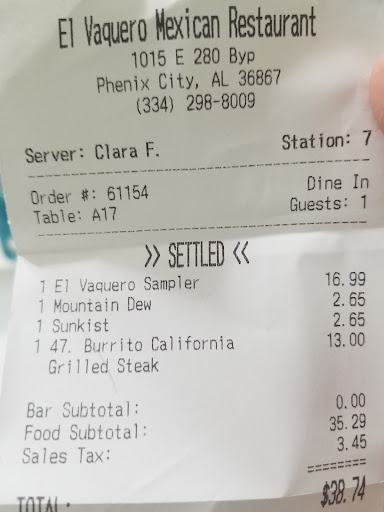 El Vaquero Mexican Restaurant
1015 E 280 Byp
Phenix City, AL 36867
(334) 298-8009
Server: Clara F. Station: 7
Order #: 61154 Dine In
Table: A17 Guests: 1
>> SETTLED <<
1 El Vaquero Sampler 16.99
1 Mountain Dew 2.65
1 Sunkist 2.65
1 47. Burrito California 13.00
Grilled Steak
Bar Subtotal: 0.00
Food Subtotal: 35.29
Sales Tax: 3.45
=======
TOTAL: $38.74